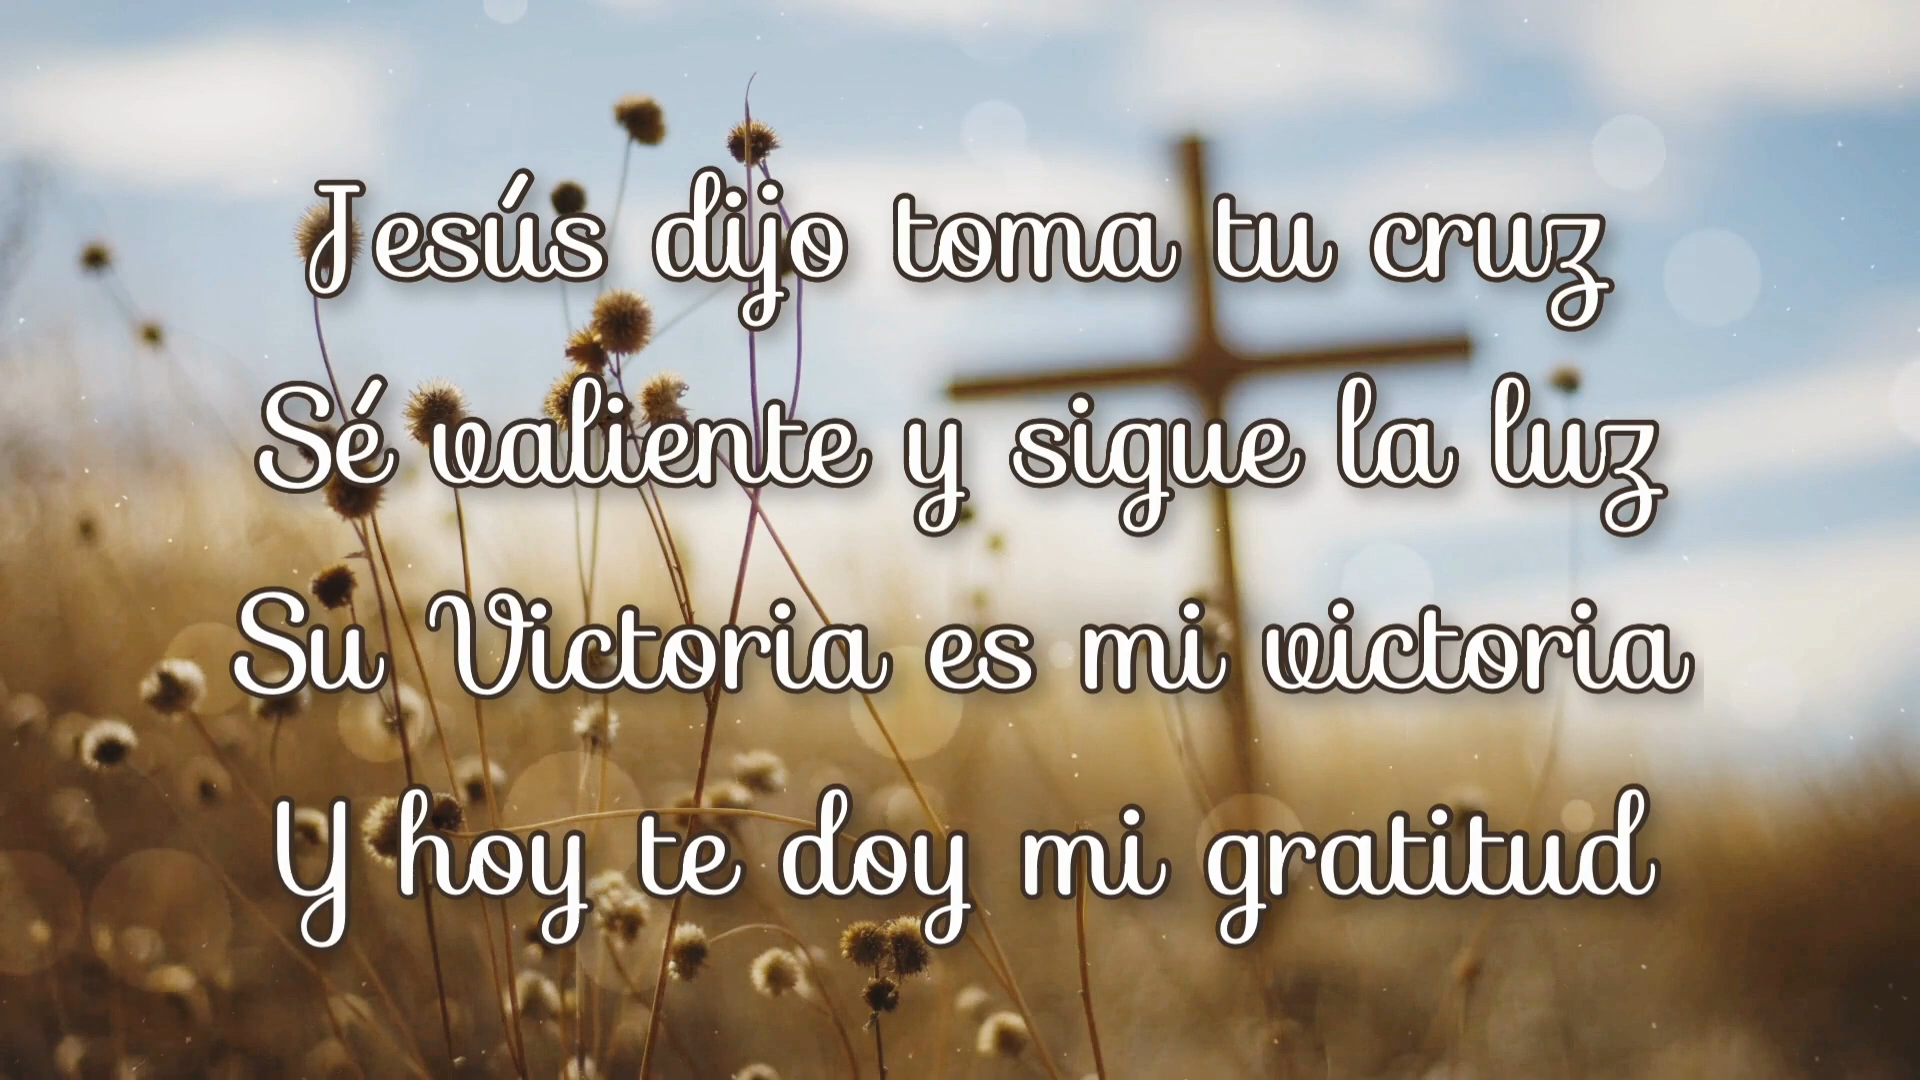 Jesús dijo toma tu cruz
Sé valiente y sigue la luz
Su Victoria es mi victoria
Y hoy te doy mi gratitud